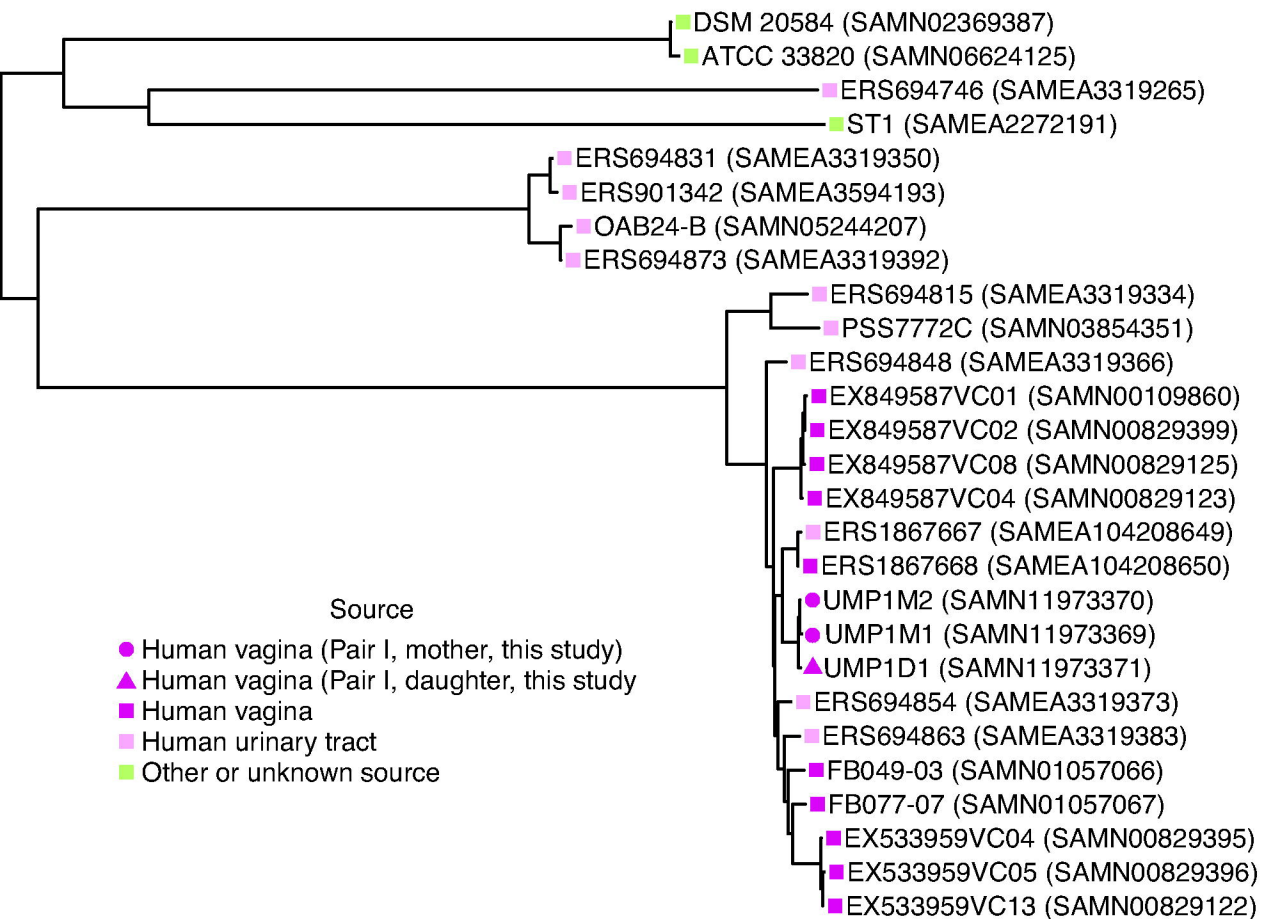 DSM 20584 (SAMN02369387)
ATCC 33820 (SAMN06624125)
ERS694746 (SAMEA3319265)
ST1 (SAMEA2272191)
ERS694831 (SAMEA3319350)
ERS901342 (SAMEA3594193)
OAB24-B (SAMN05244207)
ERS694873 (SAMEA3319392)
ERS694815 (SAMEA3319334)
PSS7772C (SAMN03854351)
ERS694848 (SAMEA3319366)
EX849587VC01 (SAMN00109860)
EX849587VC02 (SAMN00829399)
EX849587VC08 (SAMN00829125)
EX849587VC04 (SAMN00829123)
ERS1867667 (SAMEA104208649)
ERS1867668 (SAMEA104208650)
UMP1M2 (SAMN11973370)
UMP1M1 (SAMN11973369)
UMP1D1 (SAMN11973371)
ERS694854 (SAMEA3319373)
ERS694863 (SAMEA3319383)
FB049-03 (SAMN01057066)
FB077-07 (SAMN01057067)
EX533959VC04 (SAMN00829395)
EX533959VC05 (SAMN00829396)
EX533959VC13 (SAMN00829122)
Source
Human vagina (Pair I, mother, this study)
Human vagina (Pair I, daughter, this study
Human vagina
Human urinary tract
Other or unknown source